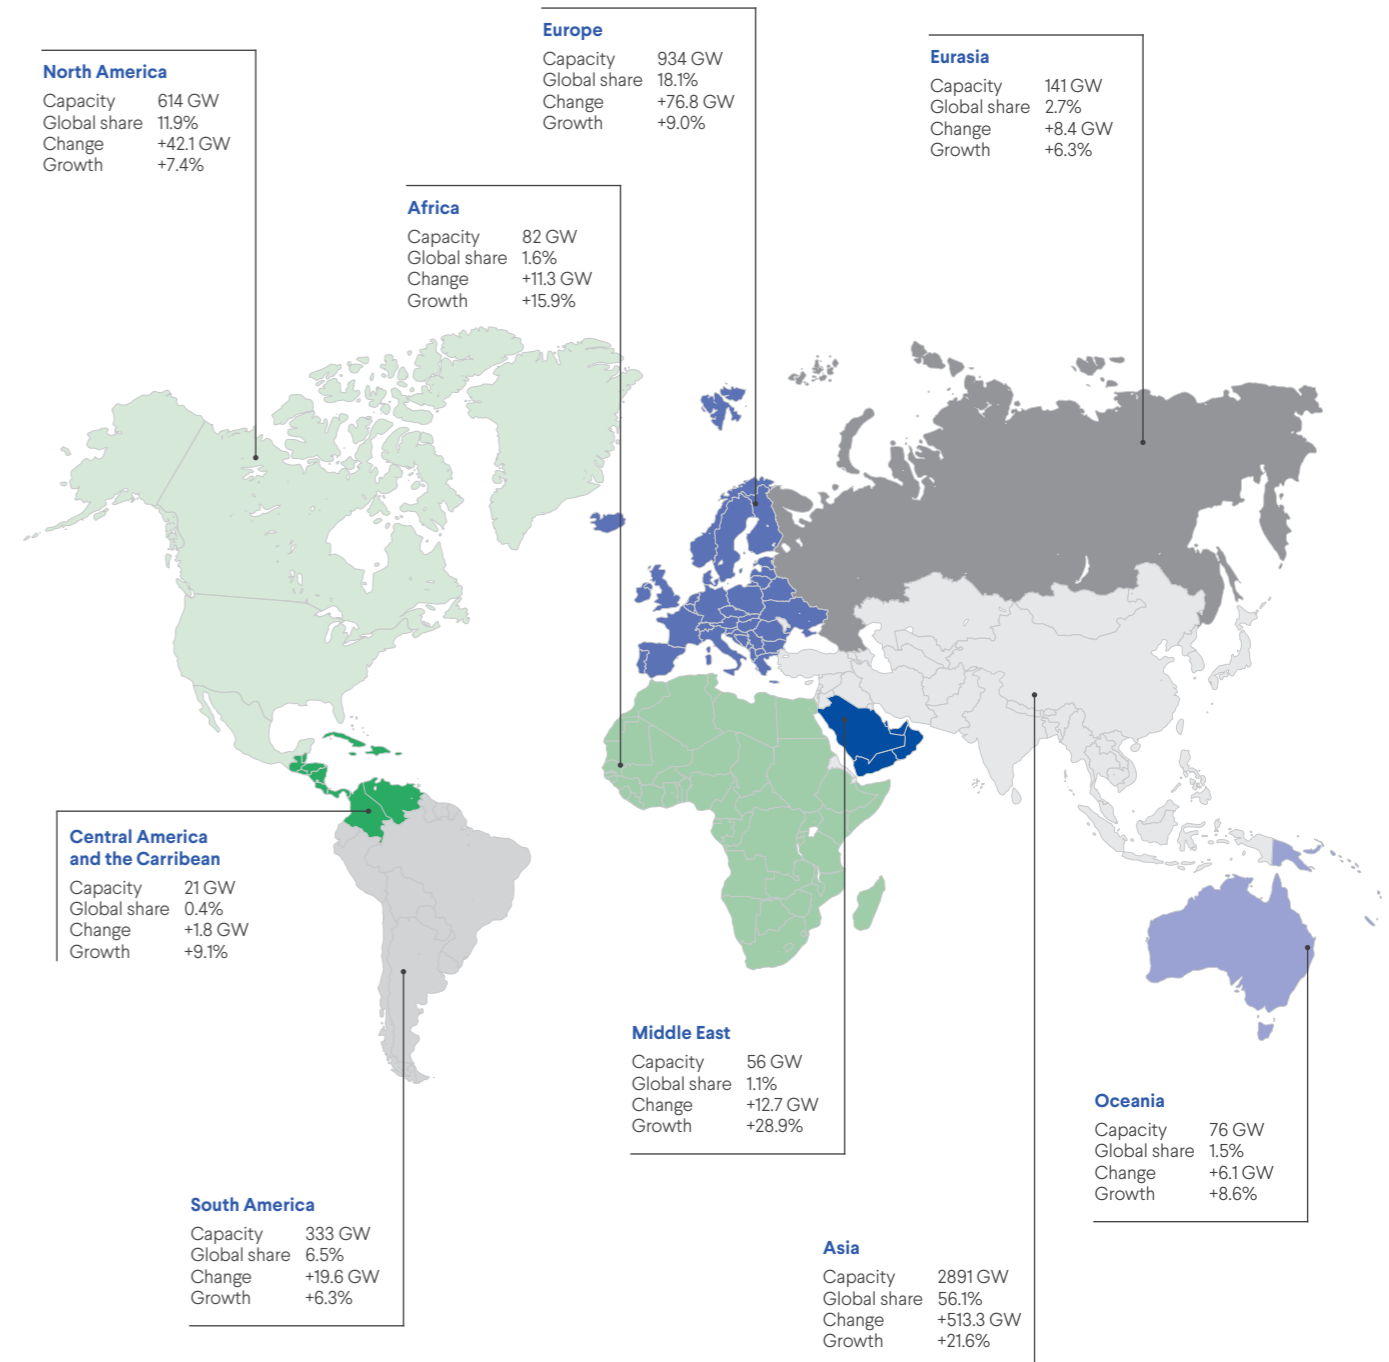 North America
Capacity 614 GW
Global share 11.9%
Change +42.1 GW
Growth +7.4%
Europe
Capacity 934 GW
Global share 18.1%
Change +76.8 GW
Growth +9.0%
Eurasia
Capacity 141 GW
Global share 2.7%
Change +8.4 GW
Growth +6.3%
Africa
Capacity 82 GW
Global share 1.6%
Change +11.3 GW
Growth +15.9%
Central America
and the Carribean
Capacity 21 GW
Global share 0.4%
Change +1.8 GW
Growth +9.1%
Middle East
Capacity 56 GW
Global share 1.1%
Change +12.7 GW
Growth +28.9%
Oceania
Capacity 76 GW
Global share 1.5%
Change +6.1 GW
Growth +8.6%
South America
Capacity 333 GW
Global share 6.5%
Change +19.6 GW
Growth +6.3%
Asia
Capacity 2891 GW
Global share 56.1%
Change +513.3 GW
Growth +21.6%